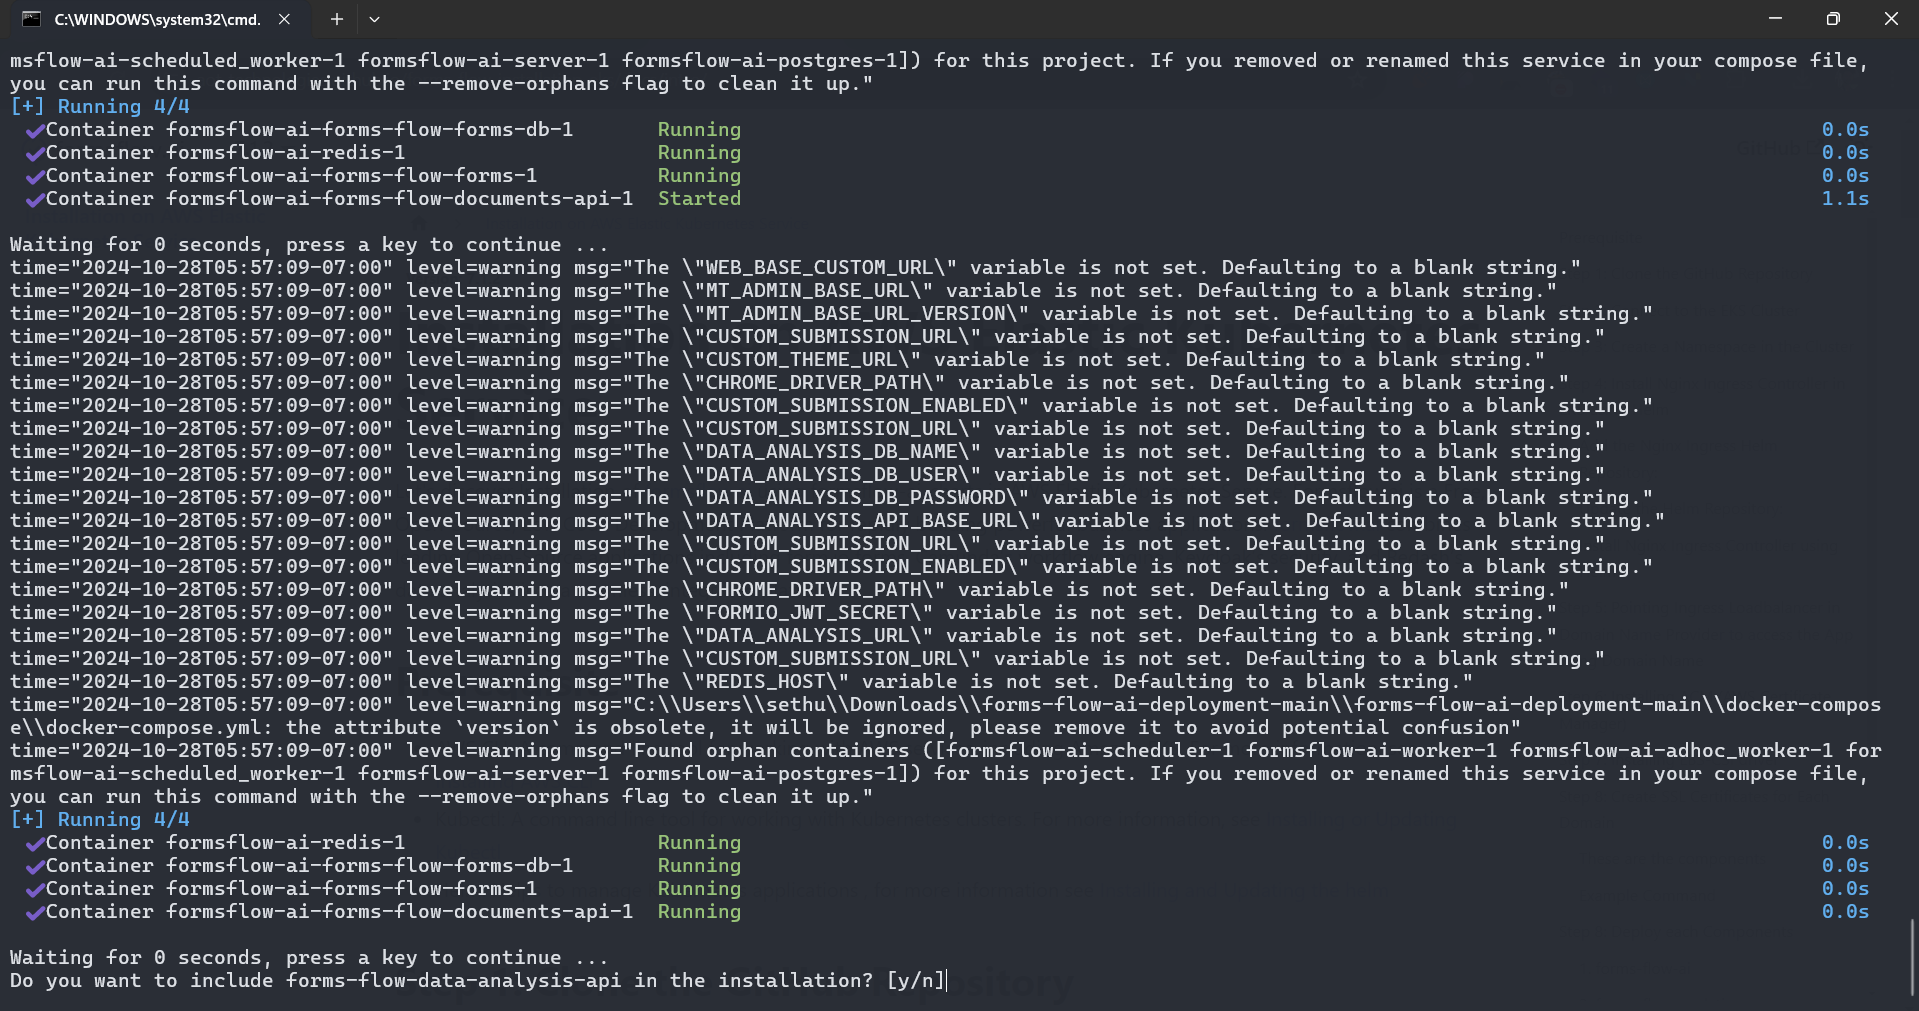 C:\WINDOWS\system32\cmd.
msflow-ai-scheduled_worker-1 formsflow-ai-server-1 formsflow-ai-postgres-1]) for this project. If you removed or renamed this service in your compose file,
you can run this command with the --remove-orphans flag to clean it up."
[+] Running 4/4
✔Container formsflow-ai-forms-flow-forms-db-1 Running 0.0s
✔Container formsflow-ai-redis-1 Running 0.0s
✔Container formsflow-ai-forms-flow-forms-1 Running 0.0s
✔Container formsflow-ai-forms-flow-documents-api-1 Started 1.1s
Waiting for 0 seconds, press a key to continue ...
time="2024-10-28T05:57:09-07:00" level=warning msg="The \"WEB_BASE_CUSTOM_URL\" variable is not set. Defaulting to a blank string."
time="2024-10-28T05:57:09-07:00" level=warning msg="The \"MT_ADMIN_BASE_URL\" variable is not set. Defaulting to a blank string."
time="2024-10-28T05:57:09-07:00" level=warning msg="The \"MT_ADMIN_BASE_URL_VERSION\" variable is not set. Defaulting to a blank string."
time="2024-10-28T05:57:09-07:00" level=warning msg="The \"CUSTOM_SUBMISSION_URL\" variable is not set. Defaulting to a blank string."
time="2024-10-28T05:57:09-07:00" level=warning msg="The \"CUSTOM_THEME_URL\" variable is not set. Defaulting to a blank string."
time="2024-10-28T05:57:09-07:00" level=warning msg="The \"CHROME_DRIVER_PATH\" variable is not set. Defaulting to a blank string."
time="2024-10-28T05:57:09-07:00" level=warning msg="The \"CUSTOM_SUBMISSION_ENABLED\" variable is not set. Defaulting to a blank string."
time="2024-10-28T05:57:09-07:00" level=warning msg="The \"CUSTOM_SUBMISSION_URL\" variable is not set. Defaulting to a blank string."
time="2024-10-28T05:57:09-07:00" level=warning msg="The \"DATA_ANALYSIS_DB_NAME\" variable is not set. Defaulting to a blank string."
time="2024-10-28T05:57:09-07:00" level=warning msg="The \"DATA_ANALYSIS_DB_USER\" variable is not set. Defaulting to a blank string."
time="2024-10-28T05:57:09-07:00" level=warning msg="The \"DATA_ANALYSIS_DB_PASSWORD\" variable is not set. Defaulting to a blank string."
time="2024-10-28T05:57:09-07:00" level=warning msg="The \"DATA_ANALYSIS_API_BASE_URL\" variable is not set. Defaulting to a blank string."
time="2024-10-28T05:57:09-07:00" level=warning msg="The \"CUSTOM_SUBMISSION_URL\" variable is not set. Defaulting to a blank string."
time="2024-10-28T05:57:09-07:00" level=warning msg="The \"CUSTOM_SUBMISSION_ENABLED\" variable is not set. Defaulting to a blank string."
time="2024-10-28T05:57:09-07:00" level=warning msg="The \"CHROME_DRIVER_PATH\" variable is not set. Defaulting to a blank string."
time="2024-10-28T05:57:09-07:00" level=warning msg="The \"FORMIO_JWT_SECRET\" variable is not set. Defaulting to a blank string."
time="2024-10-28T05:57:09-07:00" level=warning msg="The \"DATA_ANALYSIS_URL\" variable is not set. Defaulting to a blank string."
time="2024-10-28T05:57:09-07:00" level=warning msg="The \"CUSTOM_SUBMISSION_URL\" variable is not set. Defaulting to a blank string."
time="2024-10-28T05:57:09-07:00" level=warning msg="The \"REDIS_HOST\" variable is not set. Defaulting to a blank string."
time="2024-10-28T05:57:09-07:00" level=warning msg="C:\\Users\\sethu\\Downloads\\forms-flow-ai-deployment-main\\forms-flow-ai-deployment-main\\docker-compos
e\\docker-compose.yml: the attribute `version` is obsolete, it will be ignored, please remove it to avoid potential confusion"
time="2024-10-28T05:57:09-07:00" level=warning msg="Found orphan containers ([formsflow-ai-scheduler-1 formsflow-ai-worker-1 formsflow-ai-adhoc_worker-1 for
msflow-ai-scheduled_worker-1 formsflow-ai-server-1 formsflow-ai-postgres-1]) for this project. If you removed or renamed this service in your compose file,
you can run this command with the --remove-orphans flag to clean it up."
[+] Running 4/4
✔Container formsflow-ai-redis-1 Running 0.0s
✔Container formsflow-ai-forms-flow-forms-db-1 Running 0.0s
✔Container formsflow-ai-forms-flow-forms-1 Running 0.0s
✔Container formsflow-ai-forms-flow-documents-api-1 Running 0.0s
Waiting for 0 seconds, press a key to continue ...
Do you want to include forms-flow-data-analysis-api in the installation? [y/n]